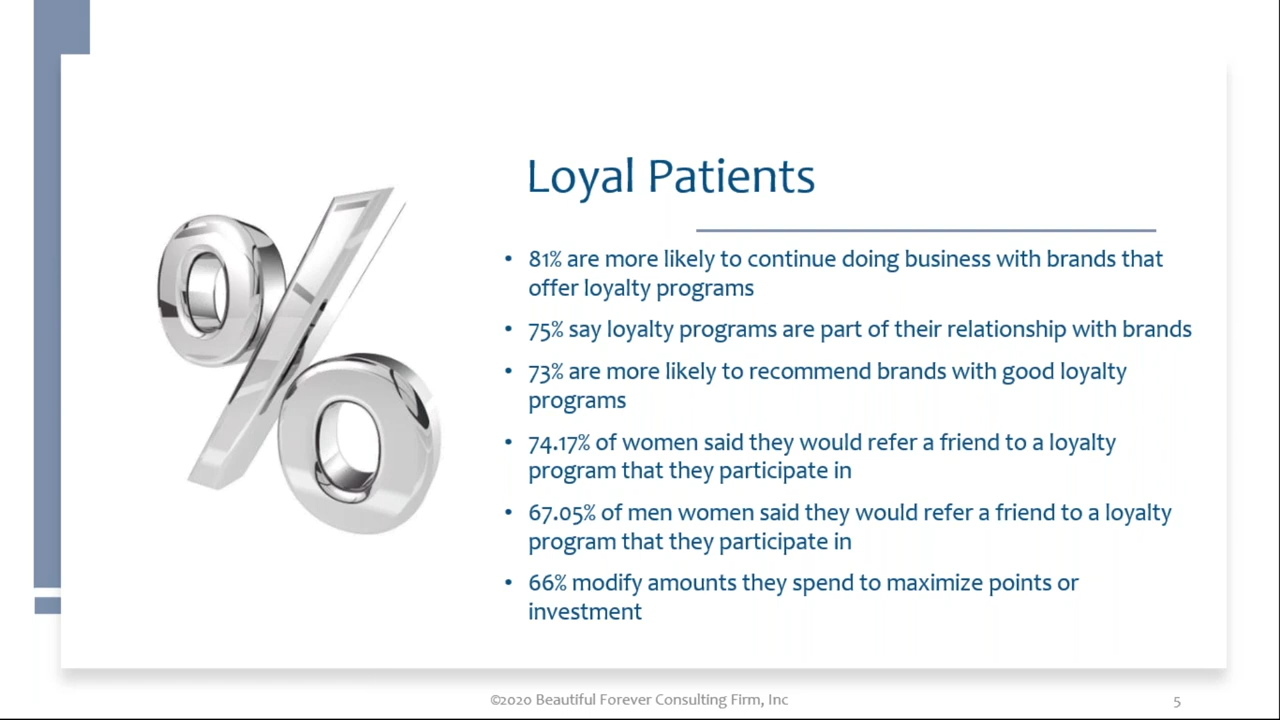 Loyal Patients
• 81% are more likely to continue doing business with brands that
offer loyalty programs
• 75% say loyalty programs are part of their relationship with brands
• 73% are more likely to recommend brands with good loyalty
programs
• 74.17% of women said they would refer a friend to a loyalty
program that they participate in
• 67.05% of men women said they would refer a friend to a loyalty
program that they participate in
• 66% modify amounts they spend to maximize points or
investment
%
©2020 Beautiful Forever Consulting Firm, Inc
5